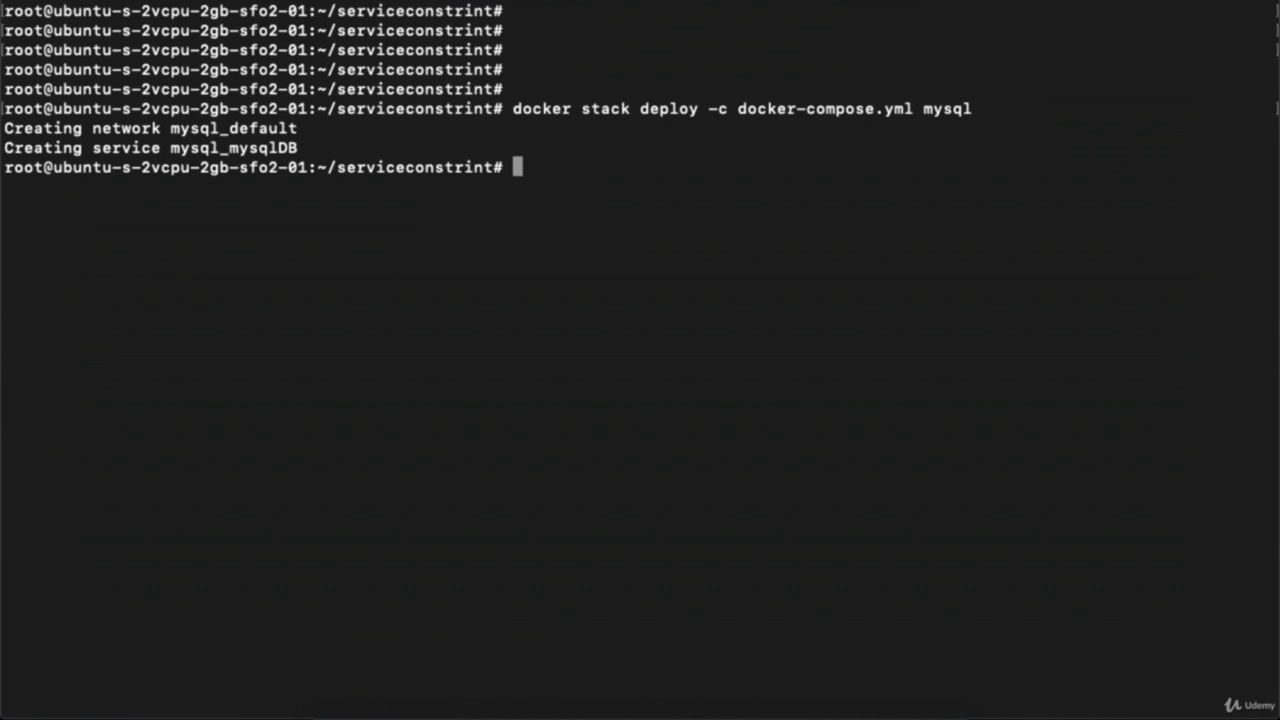 root@ubuntu-s-2vcpu-2gb-sfo2-01:~/serviceconstrint#
root@ubuntu-s-2vcpu-2gb-sfo2-01:~/serviceconstrint#
root@ubuntu-s-2vcpu-2gb-sfo2-01:~/serviceconstrint#
root@ubuntu-s-2vcpu-2gb-sfo2-01:~/serviceconstrint#
root@ubuntu-s-2vcpu-2gb-sfo2-01:~/serviceconstrint#
root@ubuntu-s-2vcpu-2gb-sfo2-01:~/serviceconstrint# docker stack deploy -c docker-compose.yml mysql
Creating network mysql_default
Creating service mysql_mysqlDB
root@ubuntu-s-2vcpu-2gb-sfo2-01:~/serviceconstrint#
Udemy